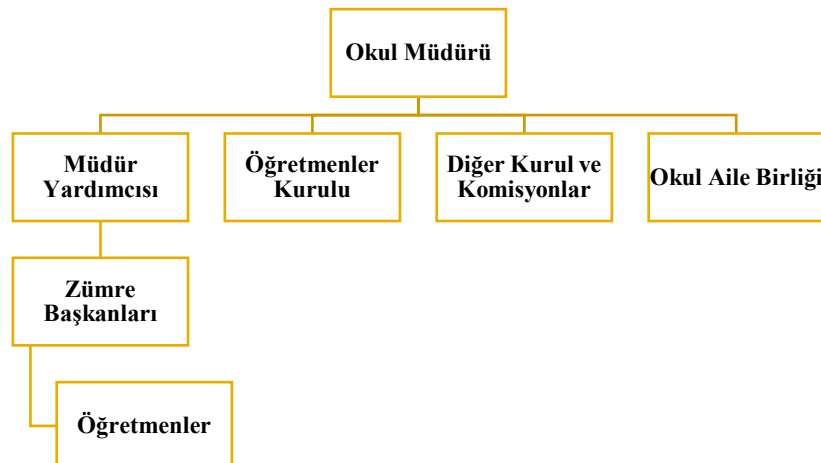 Okul Müdürü
Müdür
Yardımcısı
Öğretmenler
Kurulu
Diğer Kurul ve
Komisyonlar
Okul Aile Birliği
Zümre
Başkanları
Öğretmenler